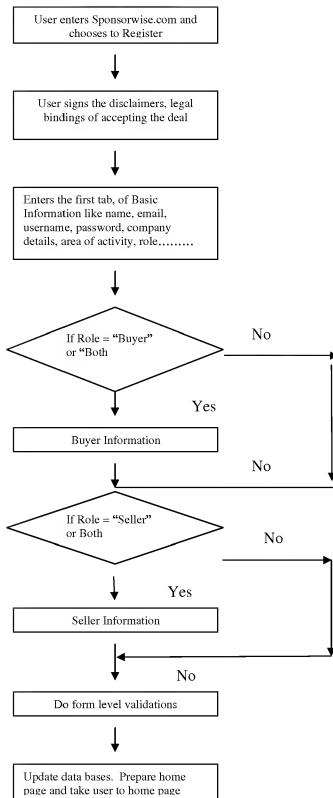 User enters Sponsorwise.com and
chooses to Register
User signs the disclaimers, legal
bindings of accepting the deal
Enters the first tab, of Basic
Information like name, email,
username, password, company
details, area of activity, role.........
If Role = “Buyer”
or “Both
No
Yes
Buyer Information
No
If Role = “Seller”
or Both
No
Yes
Seller Information
No
Do form level validations
Update data bases. Prepare home
page and take user to home page